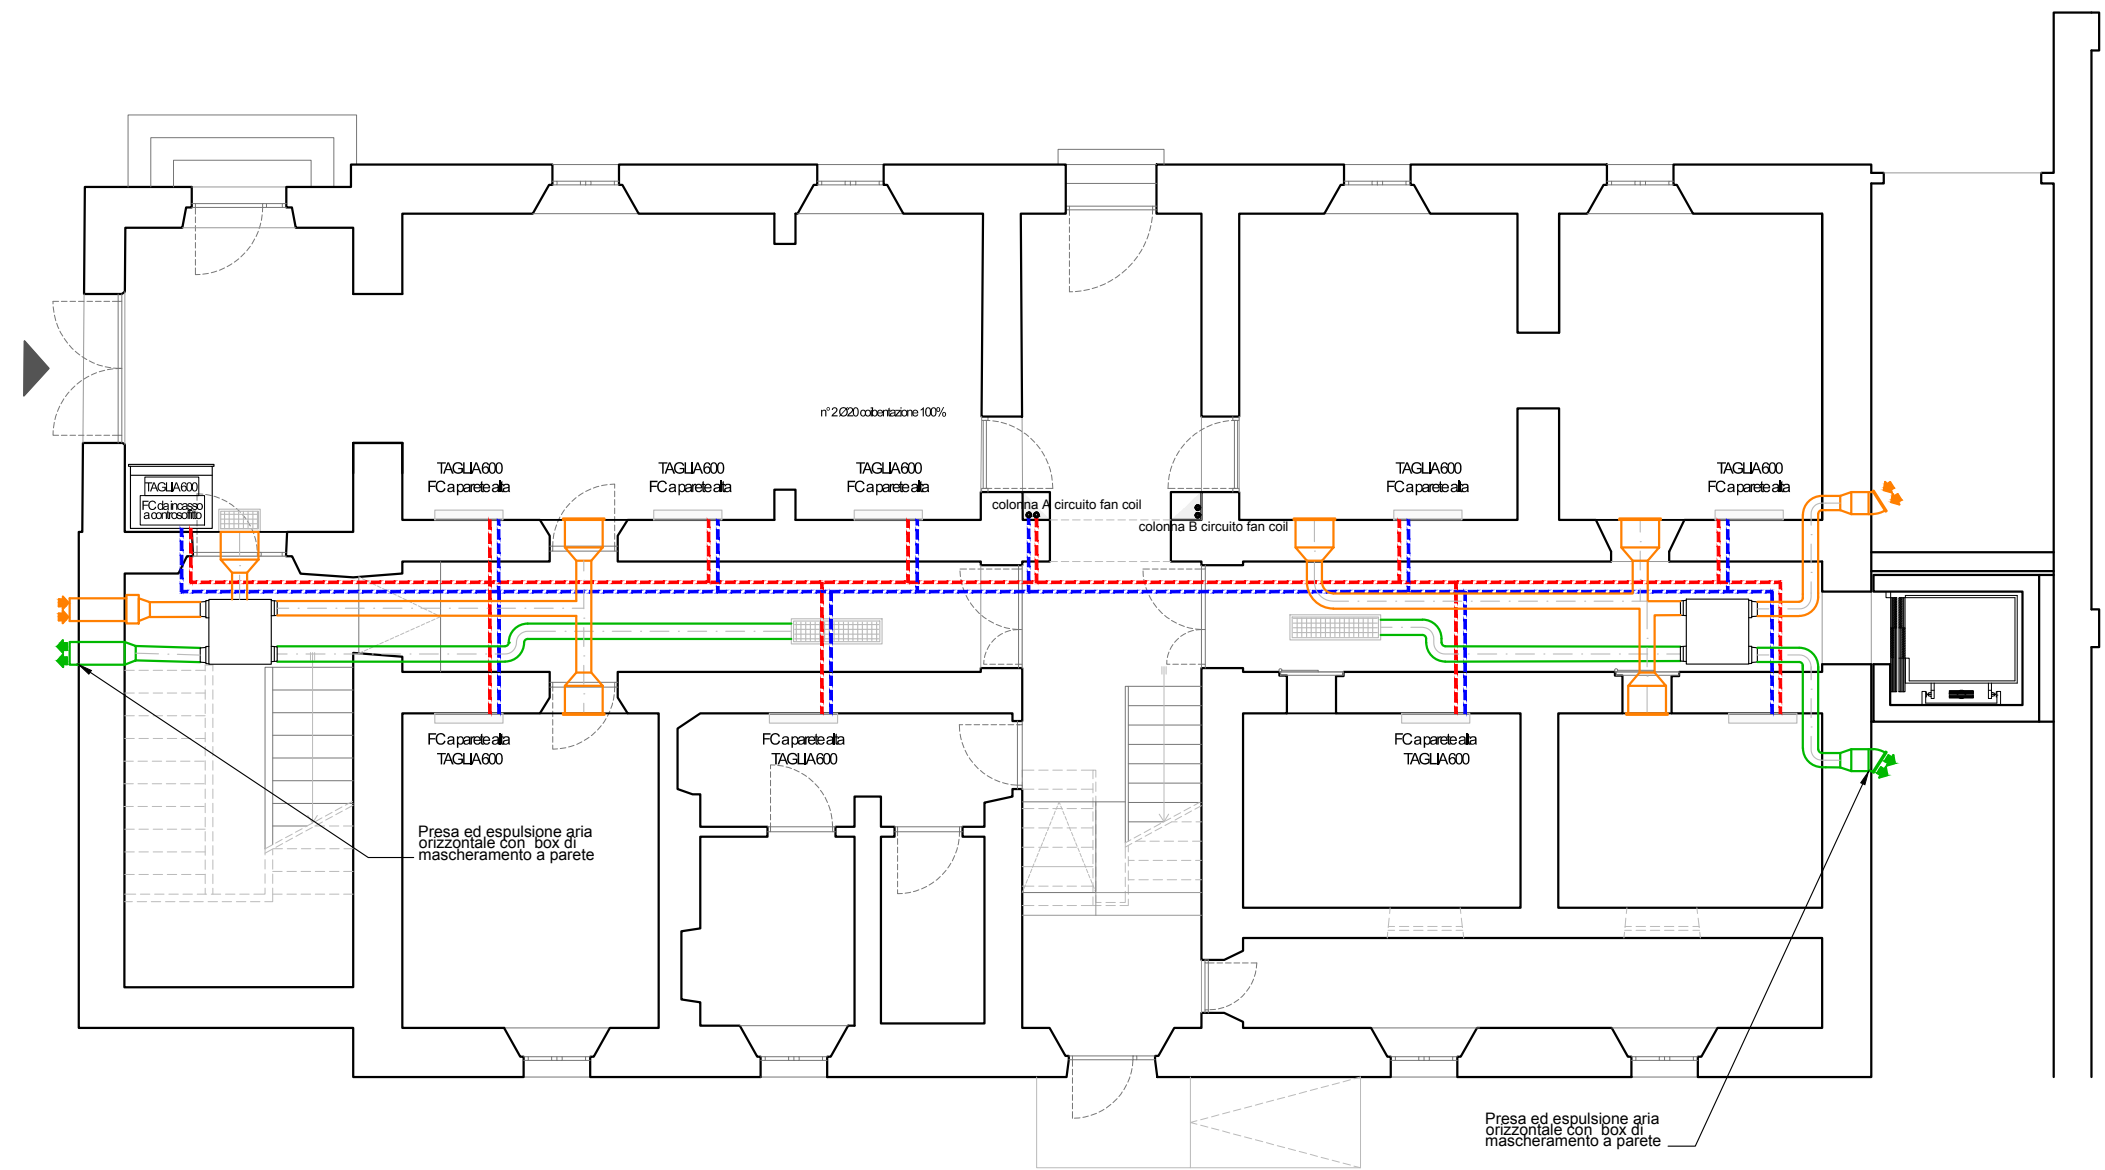 n° 2 Ø20 coibentazione 100%
TAGLIA 600
FC a parete alta
TAGLIA 600
FC a parete alta
TAGLIA 600
FC a parete alta
TAGLIA 600
FC a parete alta
TAGLIA 600
FC a parete alta
TAGLIA 600
FC da incasso
a controsoffitto
colonna A circuito fan coil
colonna B circuito fan coil
FC a parete alta
TAGLIA 600
FC a parete alta
TAGLIA 600
FC a parete alta
TAGLIA 600
Presa ed espulsione aria
orizzontale con box di
mascheramento a parete
Presa ed espulsione aria
orizzontale con box di
mascheramento a parete